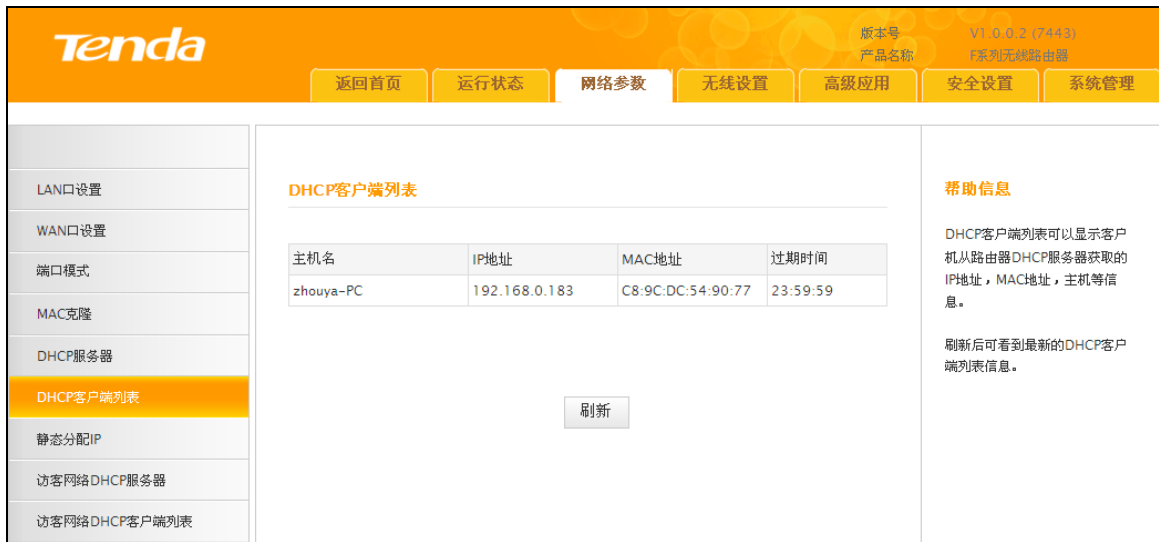 Tenda
版本号 V1.0.0.2 (7443)
产品名称 F系列无线路由器
返回首页 运行状态 网络参数 无线设置 高级应用 安全设置 系统管理
LAN口设置
WAN口设置
端口模式
MAC克隆
DHCP服务器
DHCP客户端列表
静态分配IP
访客网络DHCP服务器
访客网络DHCP客户端列表
DHCP客户端列表
主机名 IP地址 MAC地址 过期时间
zhouya-PC 192.168.0.183 C8:9C:DC:54:90:77 23:59:59
刷新
帮助信息
DHCP客户端列表可以显示客户
机从路由器DHCP服务器获取的
IP地址，MAC地址，主机等信
息。
刷新后可看到最新的DHCP客户
端列表信息。